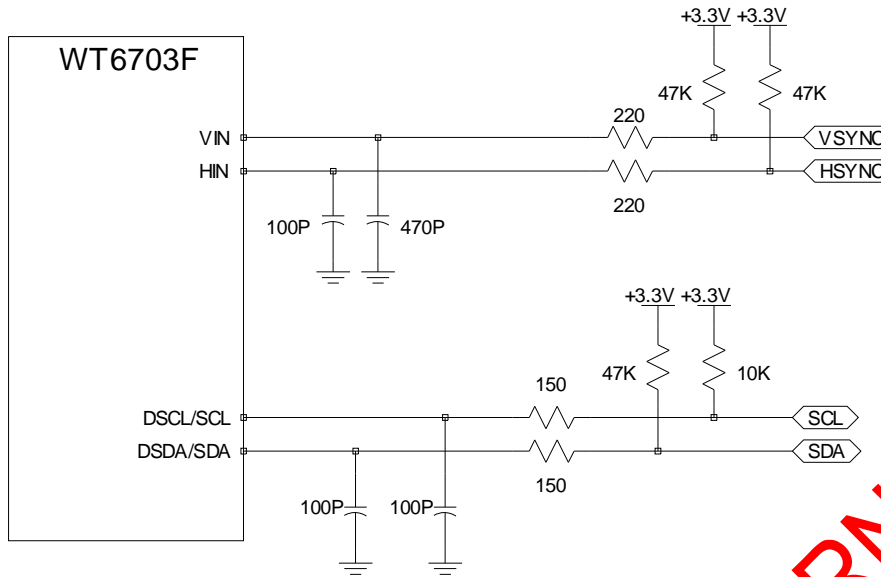 +3.3V +3.3V
WT6703F
47K 47K
220
VIN VSYNC
HIN HSYNC
220
100P 470P
+3.3V +3.3V
47K 10K
150
DSCL/SCL SCL
DSDA/SDA SDA
150
100P 100P